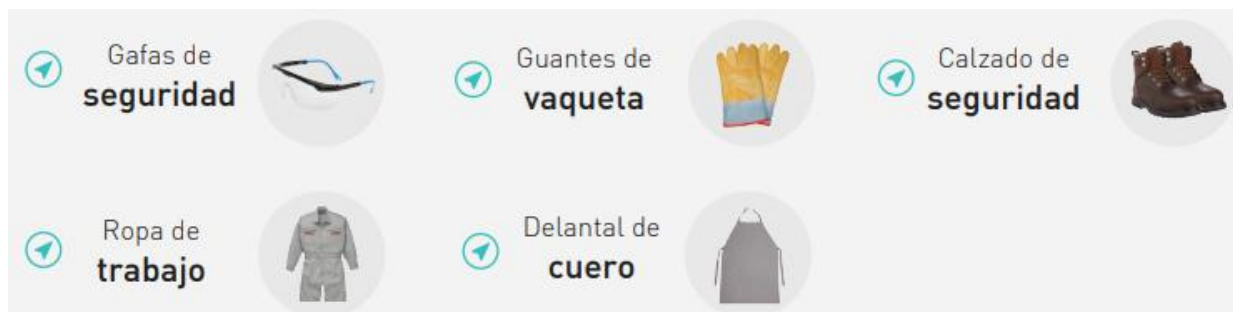 Gafas de
seguridad
Guantes de
vaqueta
Calzado de
seguridad
Ropa de
trabajo
Delantal de
cuero